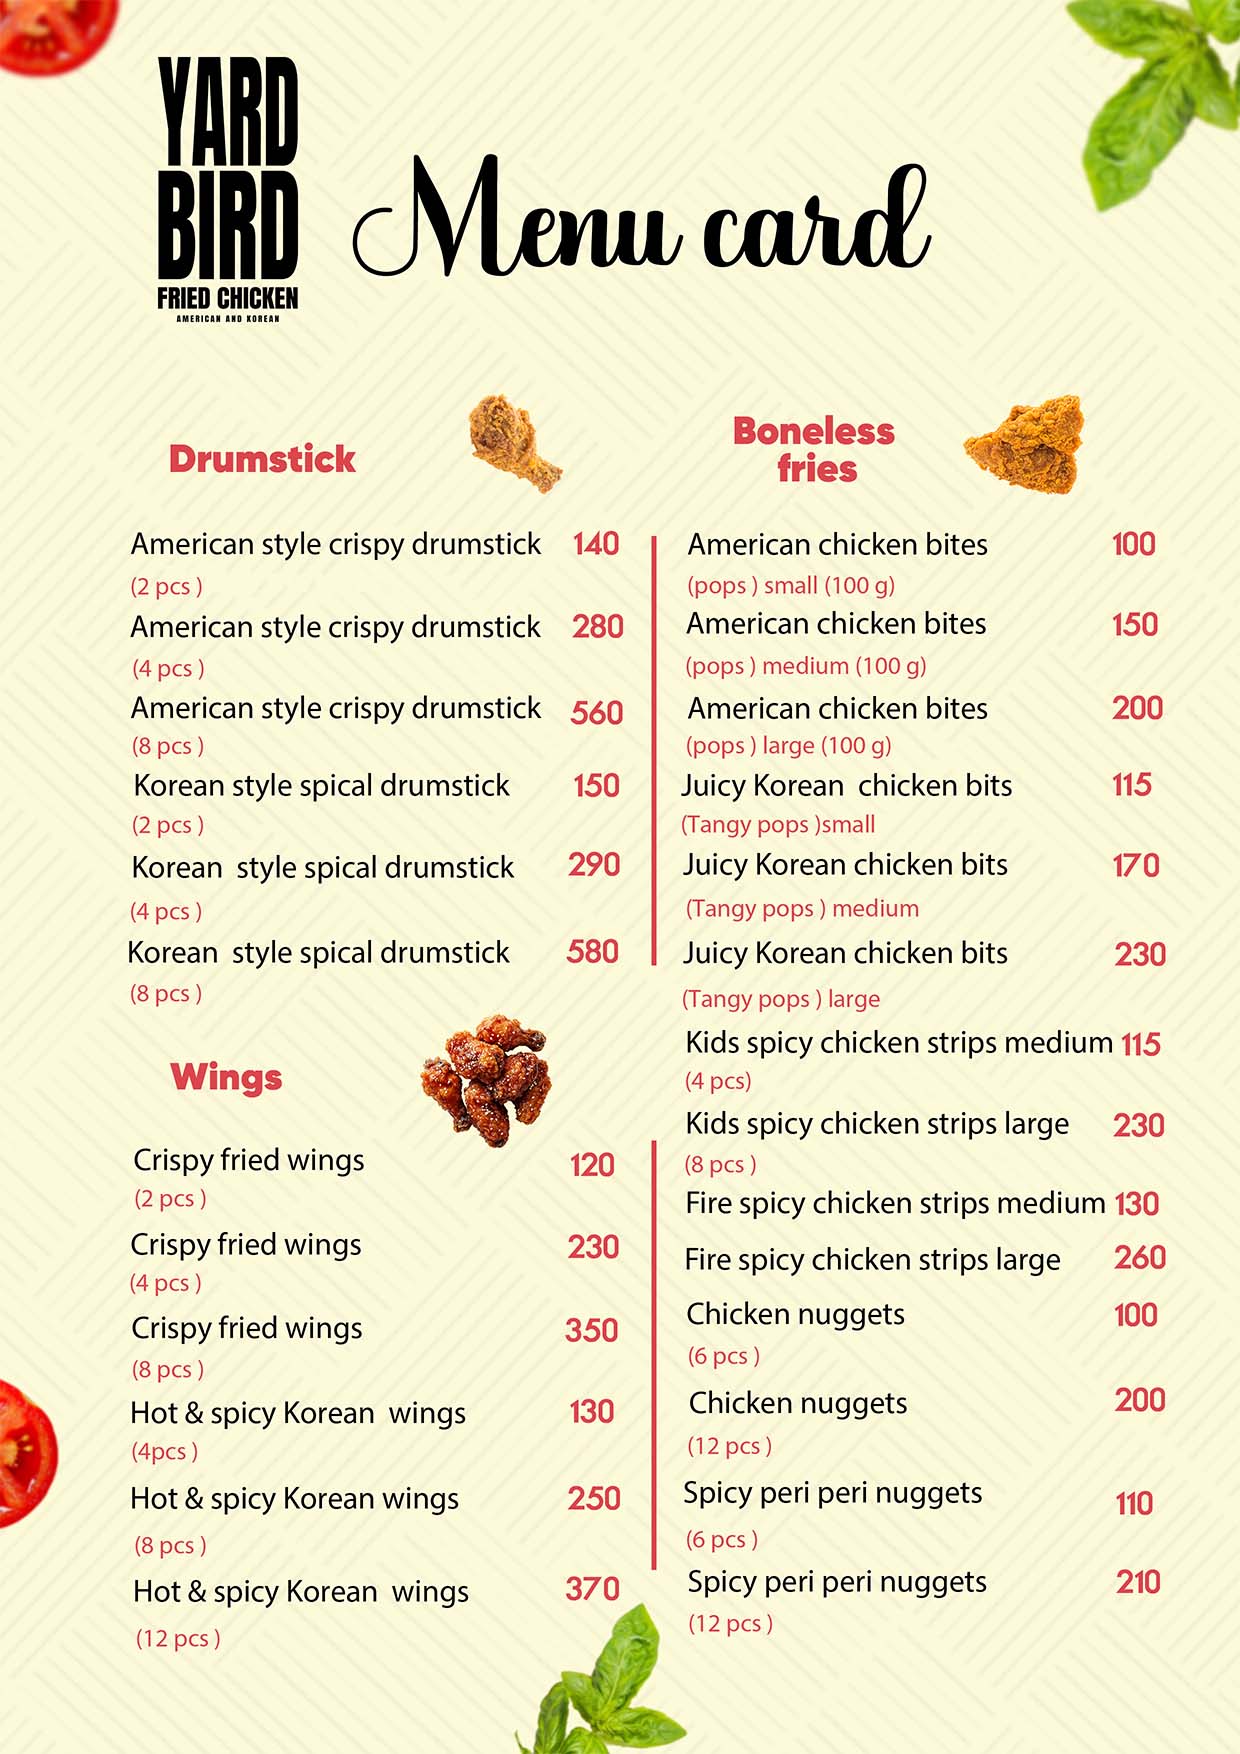 YARD
BIRD
FRIED CHICKEN
AMERICAN AND KOREAN
Menu card
Drumstick
American style crispy drumstick 140
(2 pcs )
American style crispy drumstick 280
(4 pcs )
American style crispy drumstick 560
(8 pcs )
Korean style spical drumstick 150
(2 pcs )
Korean style spical drumstick 290
(4 pcs )
Korean style spical drumstick 580
(8 pcs )
Wings
Crispy fried wings 120
(2 pcs )
Crispy fried wings 230
(4 pcs )
Crispy fried wings 350
(8 pcs )
Hot & spicy Korean wings 130
(4pcs )
Hot & spicy Korean wings 250
(8 pcs )
Hot & spicy Korean wings 370
(12 pcs )
Boneless
fries
American chicken bites 100
(pops ) small (100 g)
American chicken bites 150
(pops ) medium (100 g)
American chicken bites 200
(pops ) large (100 g)
Juicy Korean chicken bits 115
(Tangy pops )small
Juicy Korean chicken bits 170
(Tangy pops ) medium
Juicy Korean chicken bits 230
(Tangy pops ) large
Kids spicy chicken strips medium 115
(4 pcs)
Kids spicy chicken strips large 230
(8 pcs )
Fire spicy chicken strips medium 130
Fire spicy chicken strips large 260
Chicken nuggets 100
(6 pcs )
Chicken nuggets 200
(12 pcs )
Spicy peri peri nuggets 110
(6 pcs )
Spicy peri peri nuggets 210
(12 pcs )